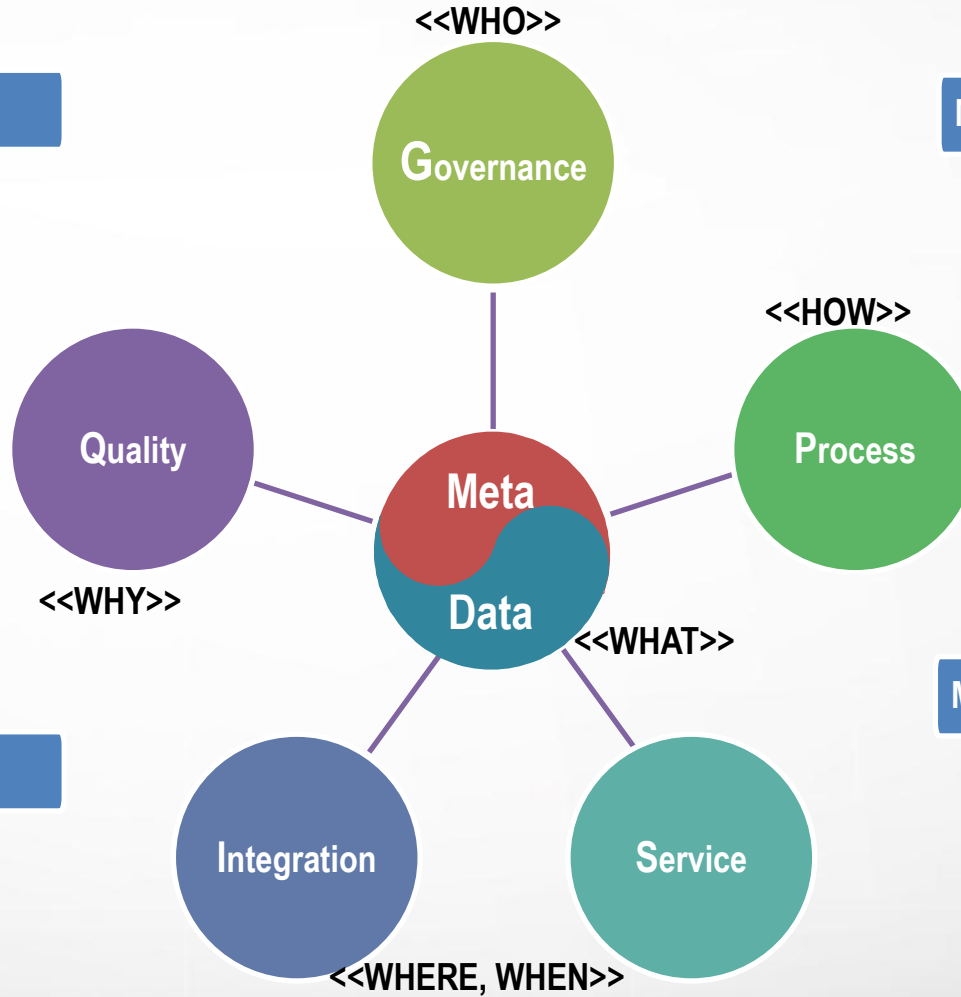 <<WHO>>
Governance
<<HOW>>
Quality
Process
Meta
Data
<<WHY>>
<<WHAT>>
Integration
Service
<<WHERE, WHEN>>